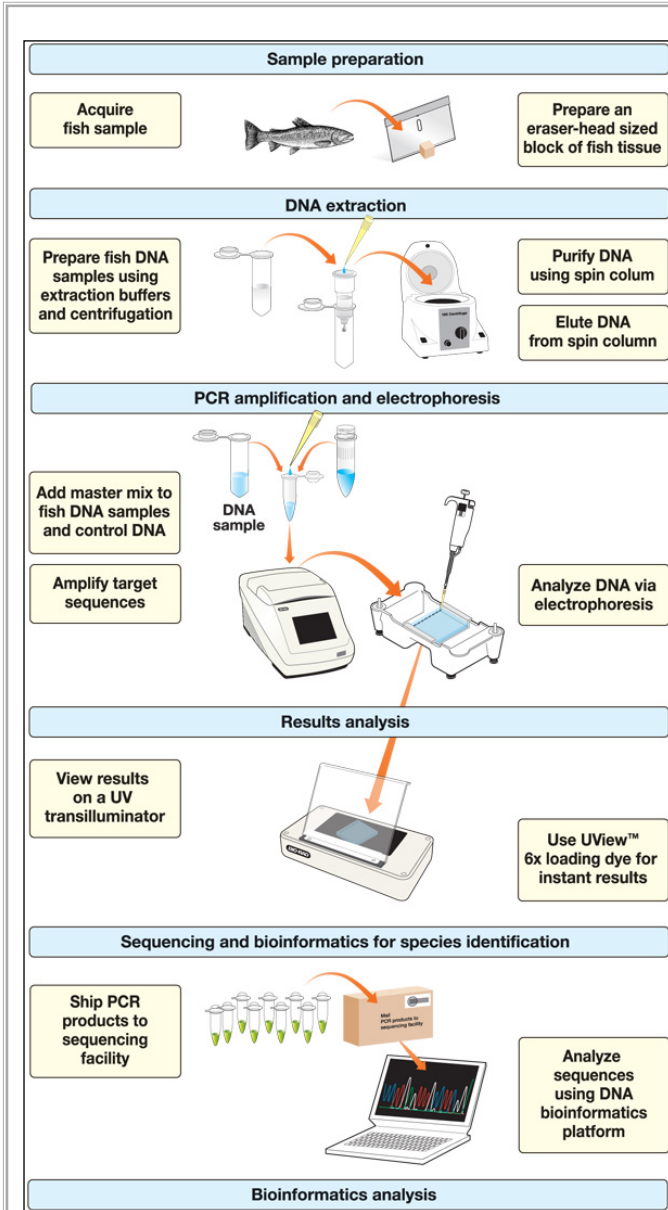 Sample preparation
Acquire
fish sample
Prepare an
eraser-head sized
block of fish tissue
DNA extraction
Prepare fish DNA
samples using
extraction buffers
and centrifugation
Purify DNA
using spin colum
Elute DNA
from spin column
PCR amplification and electrophoresis
Add master mix to
fish DNA samples
and control DNA
DNA
sample
Amplify target
sequences
Analyze DNA via
electrophoresis
Results analysis
View results
on a UV
transilluminator
BIO-RAD
Use UView™
6x loading dye for
instant results
Sequencing and bioinformatics for species identification
Ship PCR
products to
sequencing
facility
Mail
PCR products to
sequencing facility
Analyze
sequences
using DNA
bioinformatics
platform
Bioinformatics analysis